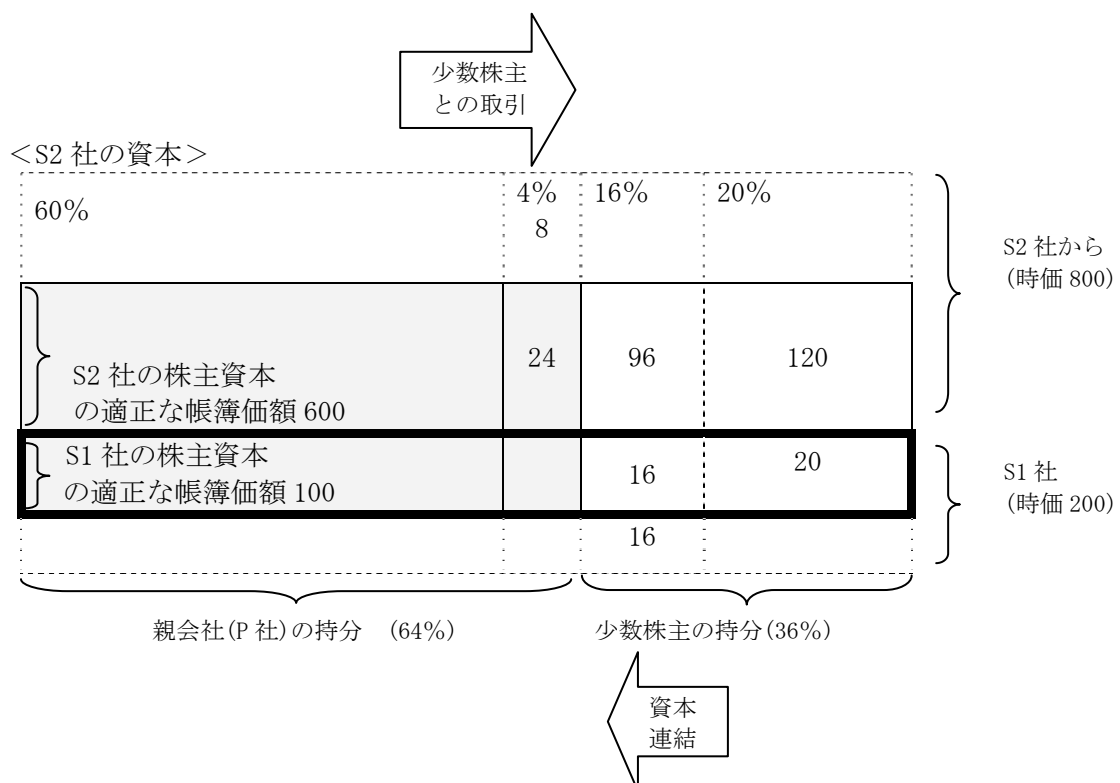 少数株主
との取引
＜S2 社の資本＞
60%
4%
8
16%
20%
S2 社から
(時価 800)
S2 社の株主資本
の適正な帳簿価額 600
24
96
120
S1 社の株主資本
の適正な帳簿価額 100
16
20
S1 社
(時価 200)
16
親会社(P 社)の持分　(64%)
少数株主の持分(36%)
資本
連結